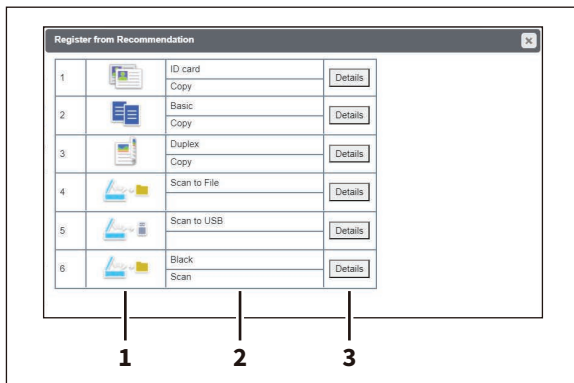 Register from Recommendation
1
ID card
Copy
Details
2
Basic
Copy
Details
3
Duplex
Copy
Details
4
Scan to File
Details
5
Scan to USB
Details
6
Black
Scan
Details
1 2 3